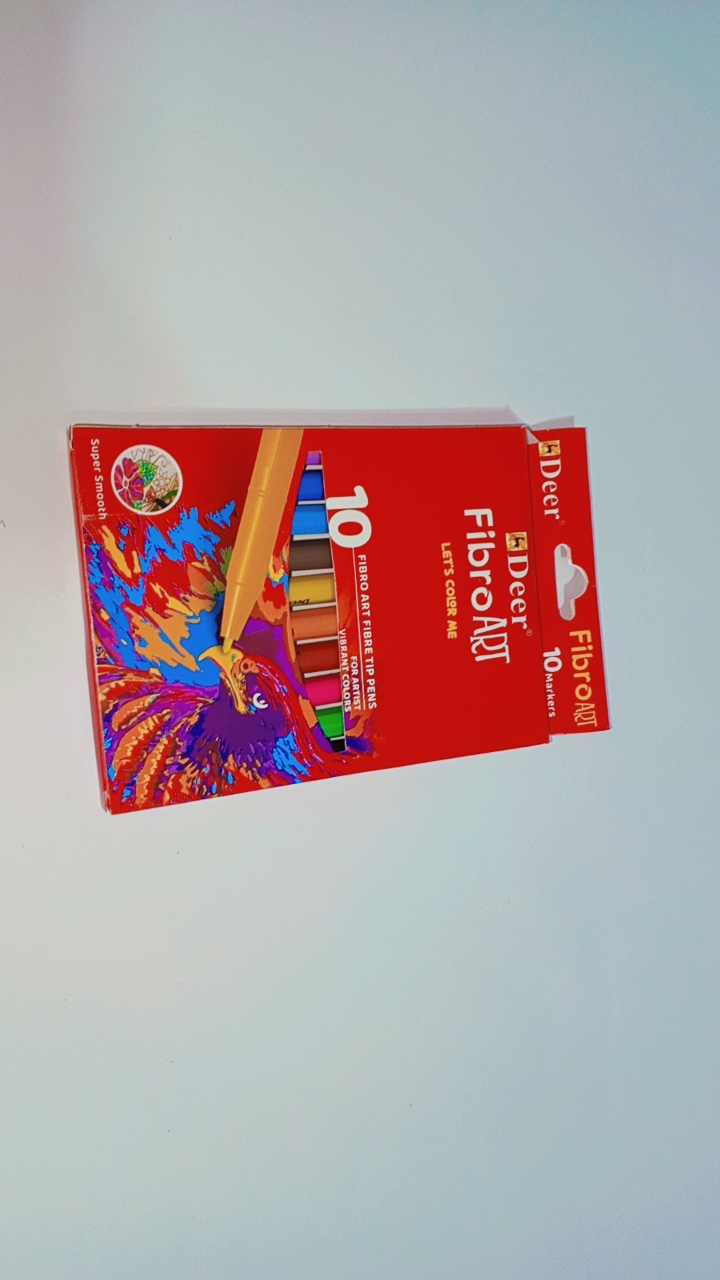 Deer®
FibroART
10 Markers
Deer®
FibroART
LET'S COLOR ME
10
FIBRO ART FIBRE TIP PENS
FOR ARTIST
VIBRANT COLORS
Deer
Super Smooth